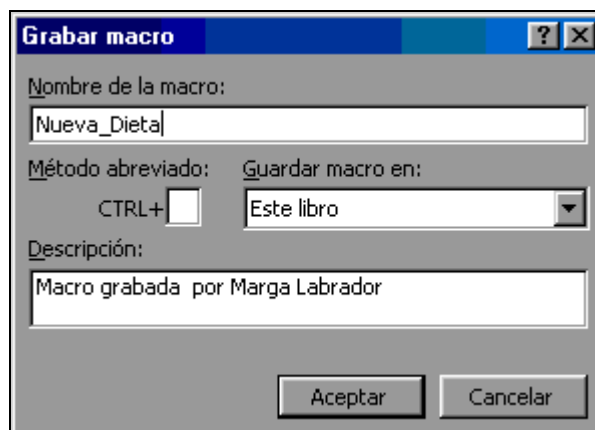 Grabar macro
Nombre de la macro:
Nueva_Dieta
Método abreviado: Guardar macro en:
CTRL+ Este libro
Descripción:
Macro grabada  por Marga Labrador
Aceptar Cancelar